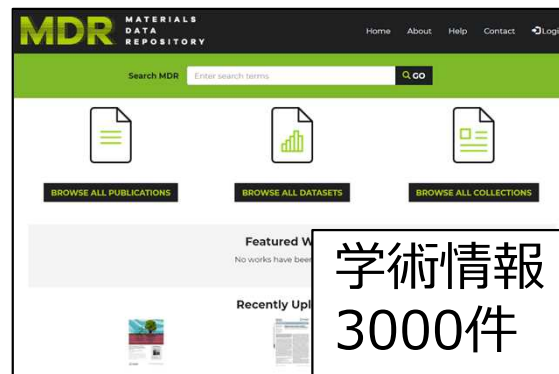 MDR MATERIALS
DATA
REPOSITORY
Home About Help Contact Login
Search MDR Enter search terms GO
BROWSE ALL PUBLICATIONS BROWSE ALL DATASETS BROWSE ALL COLLECTIONS
Featured W
No works have been
Recently Upl
学術情報
3000件